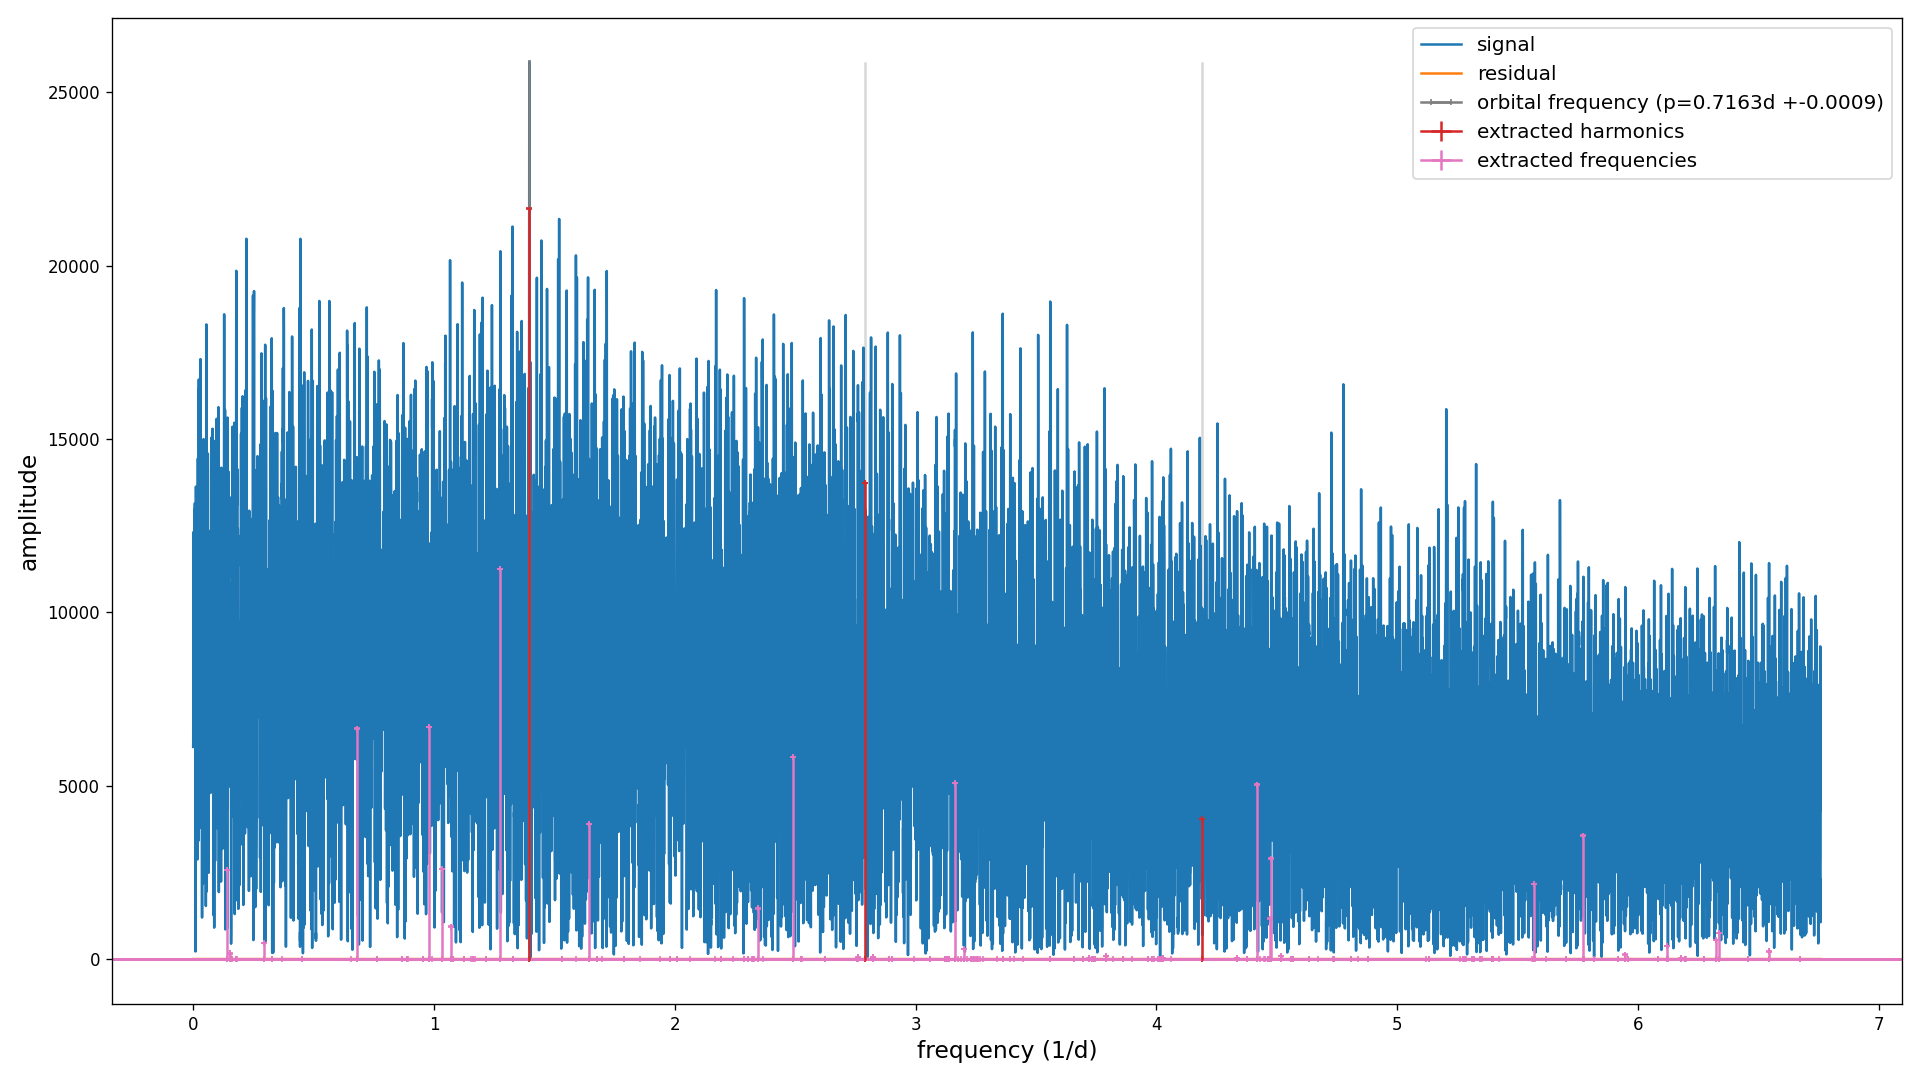 signal
residual
orbital frequency (p=0.7163d +-0.0009)
extracted harmonics
extracted frequencies
25000
20000
15000
10000
5000
0
amplitude
0 1 2 3 4 5 6 7
frequency (1/d)